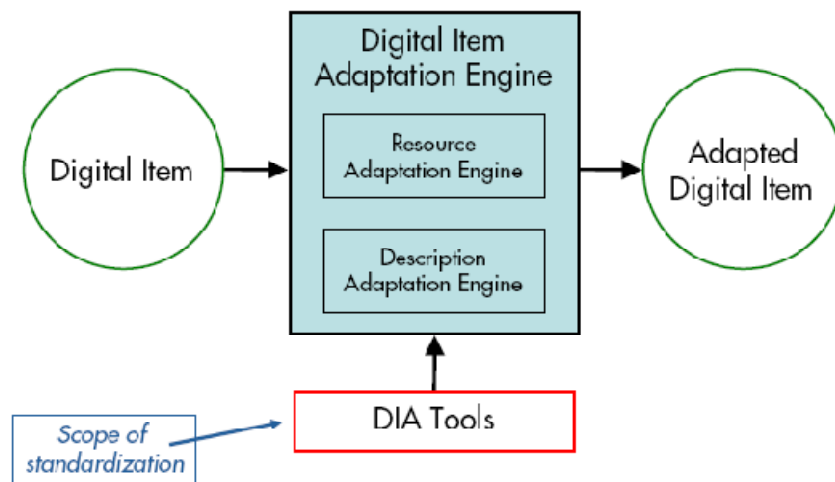 Digital Item
Digital Item
Adaptation Engine
Resource
Adaptation Engine
Description
Adaptation Engine
Adapted
Digital Item
DIA Tools
Scope of
standardization